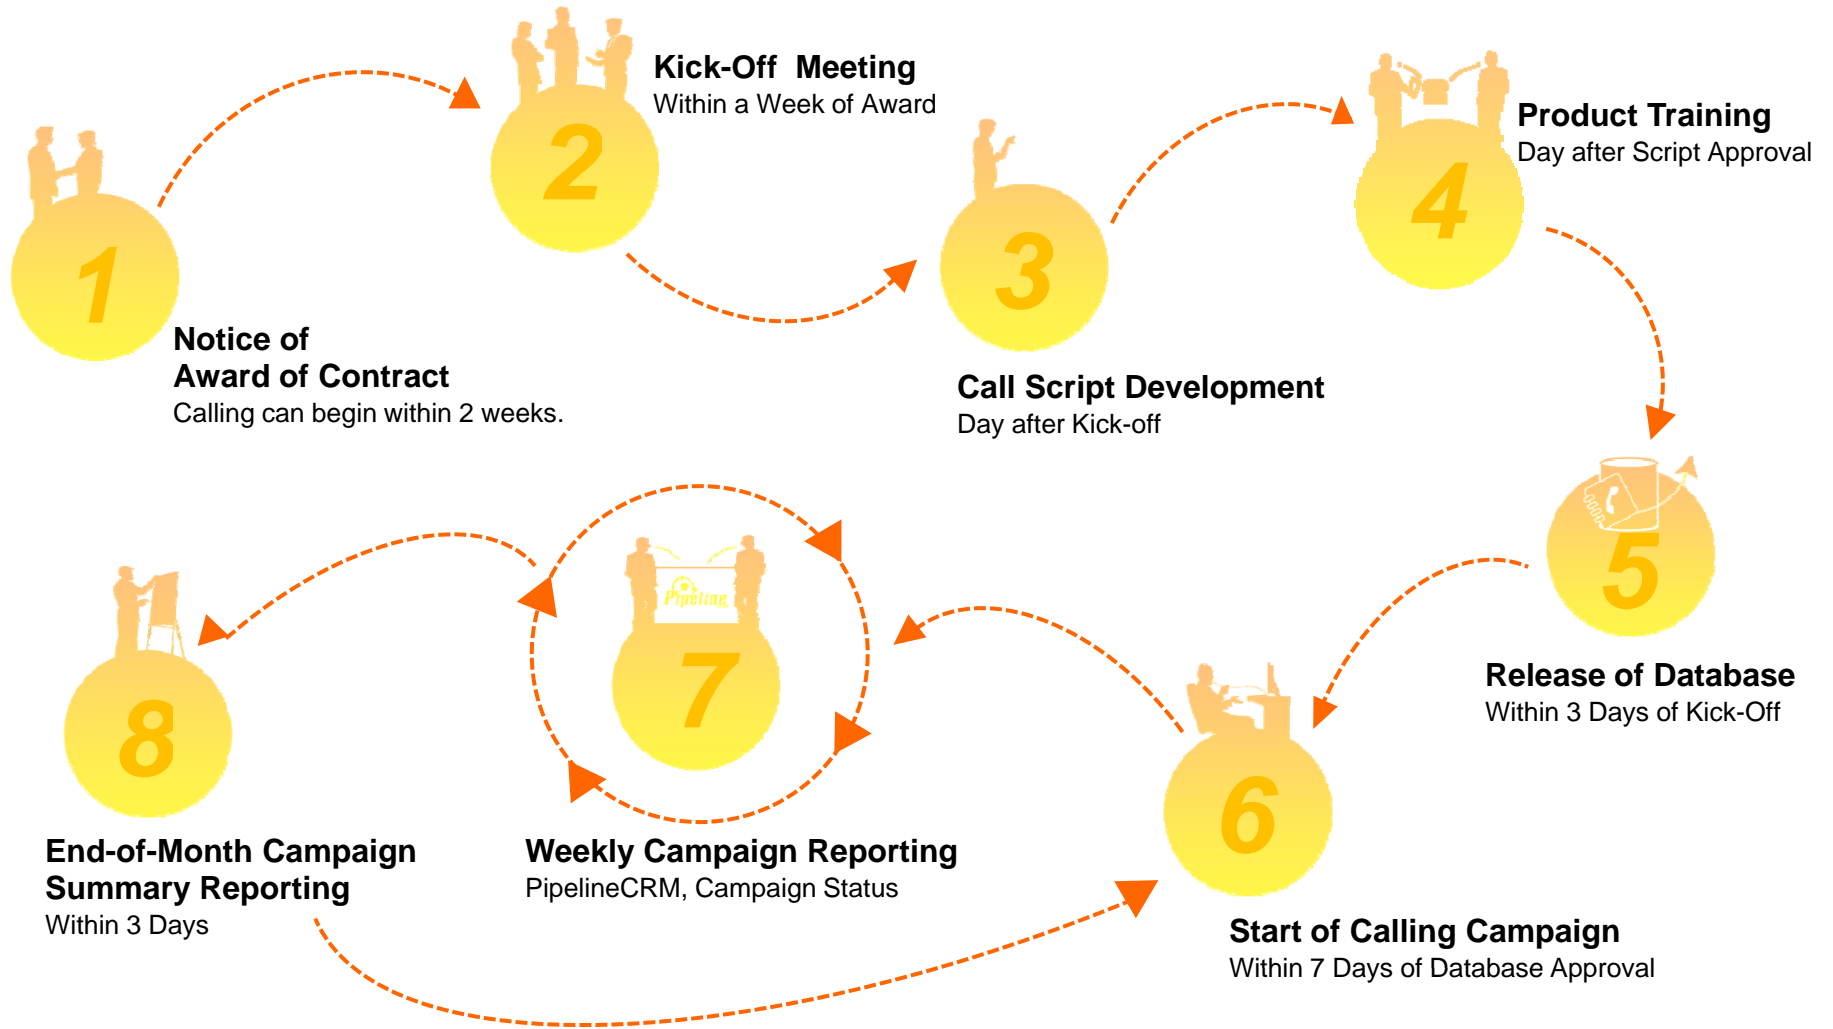 1
Notice of
Award of Contract
Calling can begin within 2 weeks.
2
Kick-Off Meeting
Within a Week of Award
3
Call Script Development
Day after Kick-off
4
Product Training
Day after Script Approval
5
Release of Database
Within 3 Days of Kick-Off
6
Start of Calling Campaign
Within 7 Days of Database Approval
Pipeline
7
Weekly Campaign Reporting
PipelineCRM, Campaign Status
8
End-of-Month Campaign
Summary Reporting
Within 3 Days